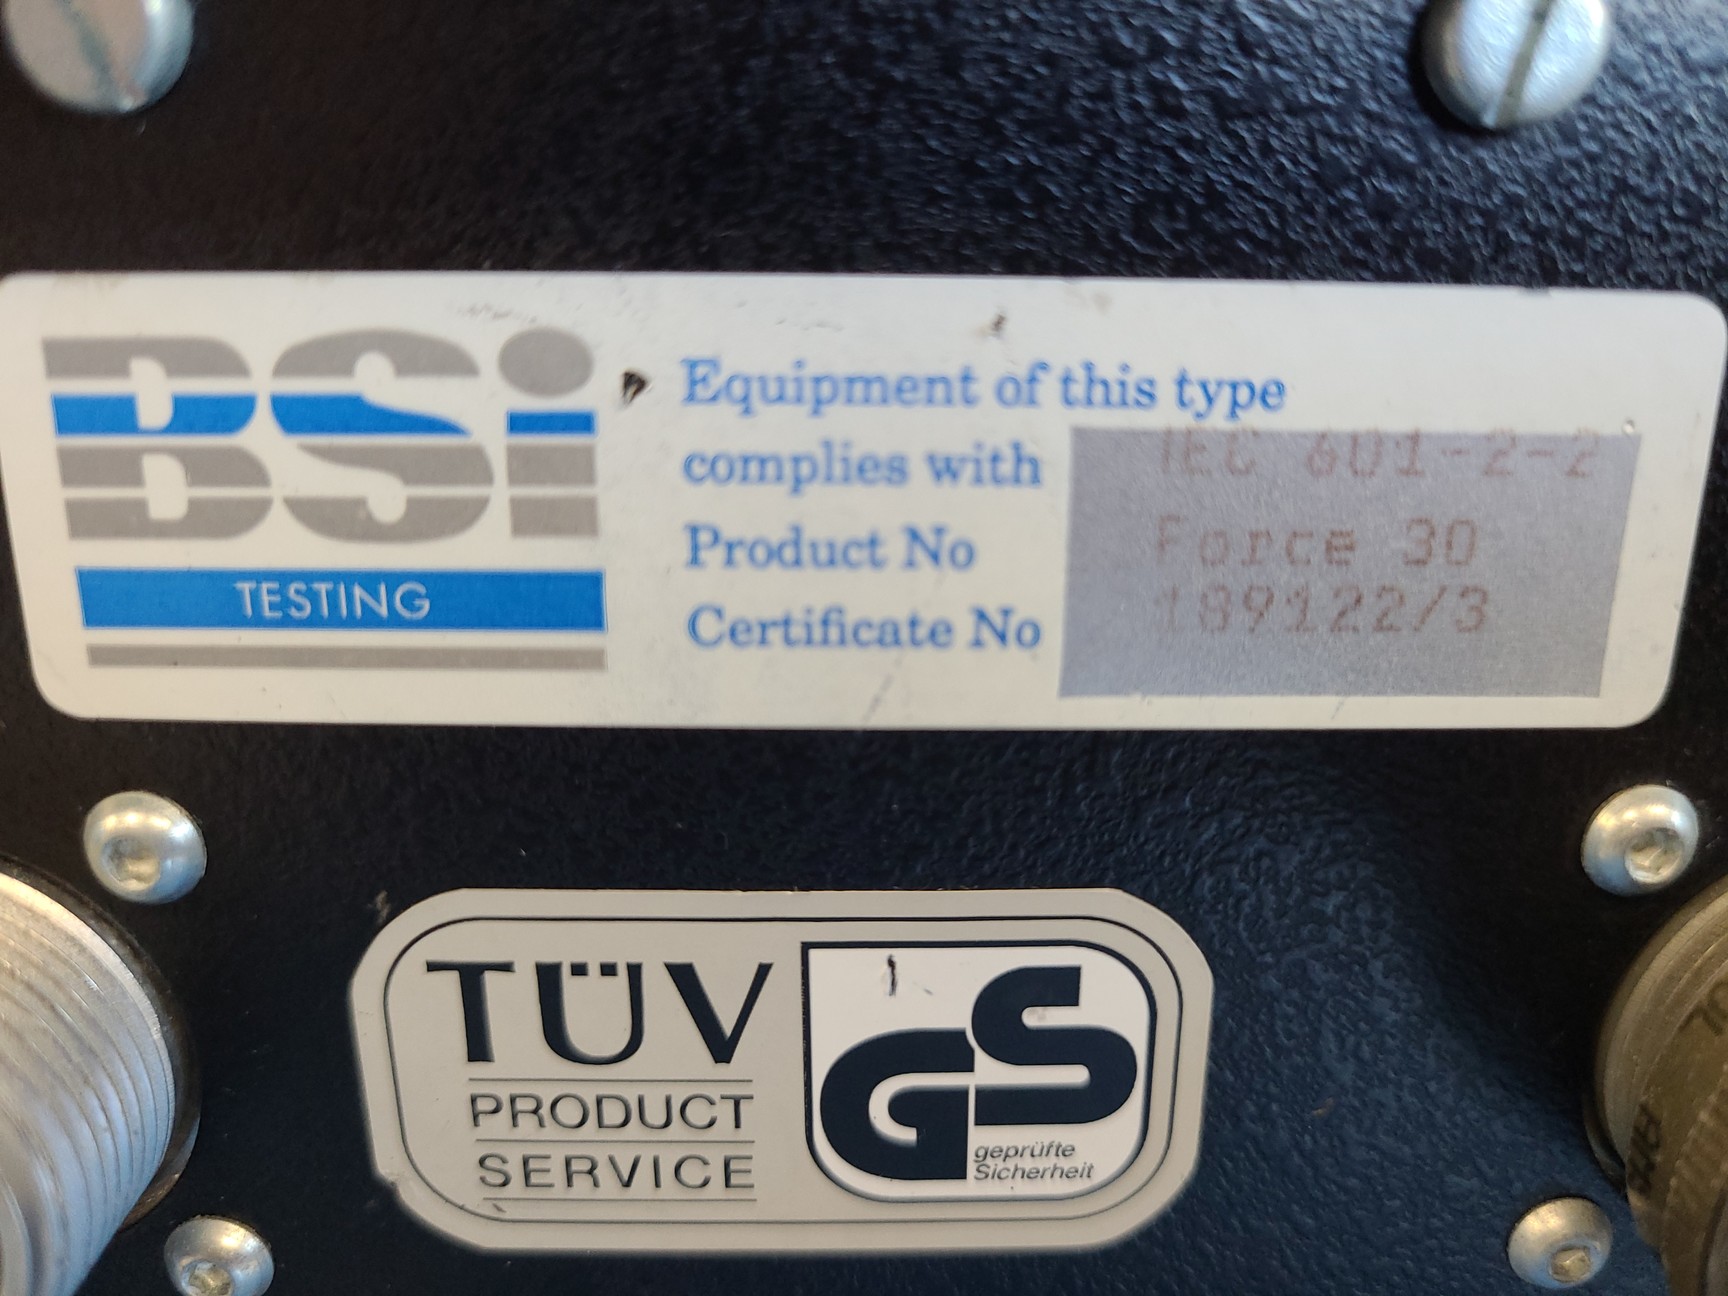 BSi
TESTING
Equipment of this type
complies with IEC 601-2-2
Product No Force 30
Certificate No 189122/3
TÜV
PRODUCT
SERVICE
GS
geprüfte
Sicherheit